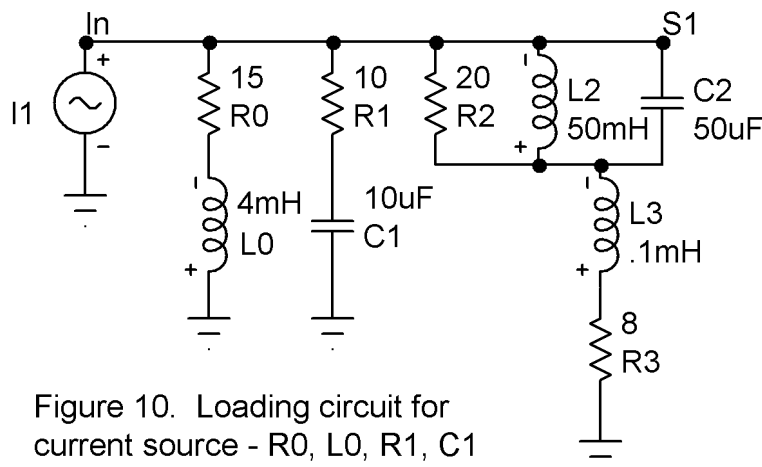 In
S1
+
I1
-
15
R0
-
4mH
L0
+
10
R1
10uF
C1
20
R2
-
L2
50mH
+
C2
50uF
-
L3
.1mH
+
8
R3
Figure 10. Loading circuit for
current source - R0, L0, R1, C1